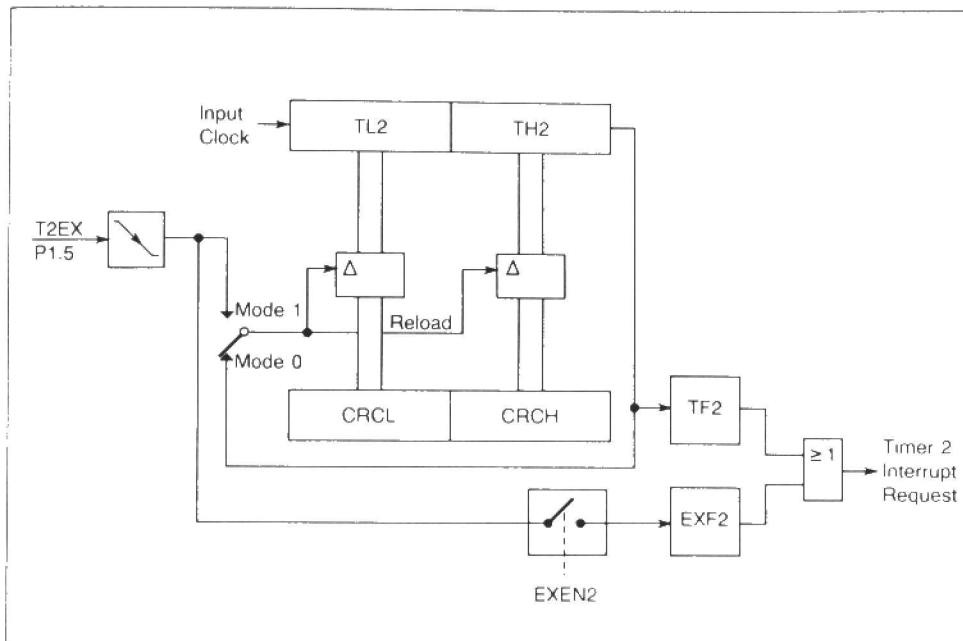 Input
Clock
TL2
TH2
T2EX
P1.5
Δ
Δ
Mode 1
Reload
Mode 0
CRCL
CRCH
TF2
≥ 1
Timer 2
Interrupt
Request
EXF2
EXEN2